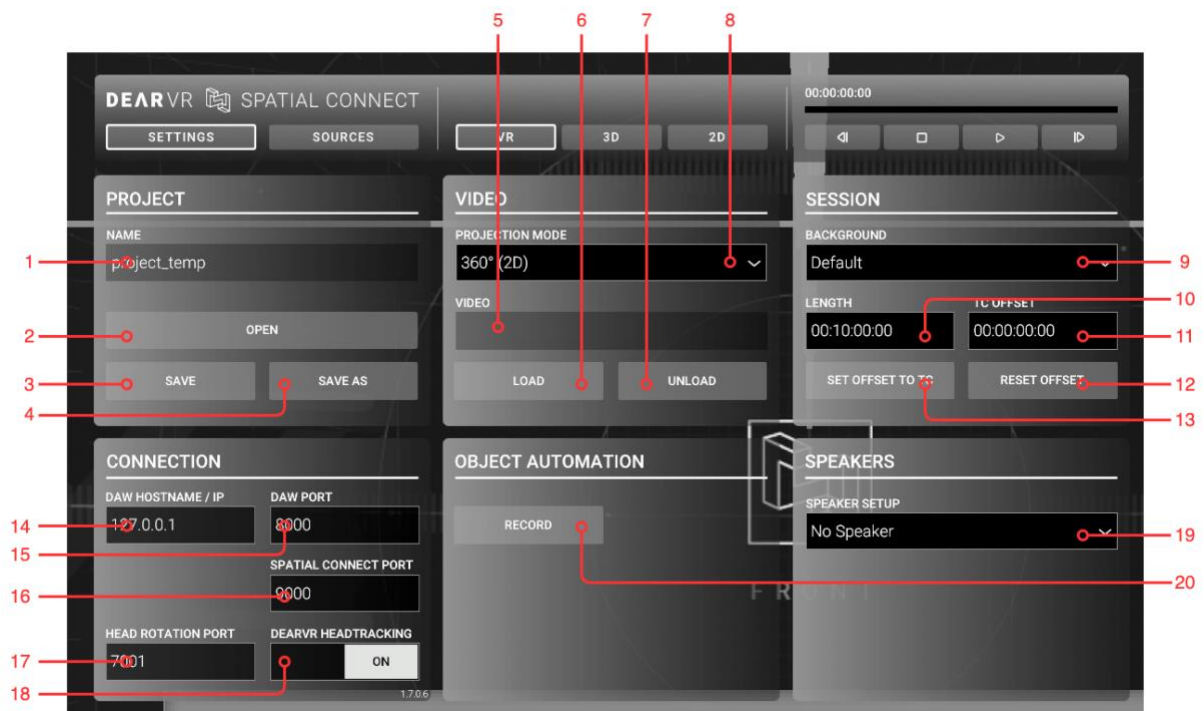 5 6 7 8
DEARVR SPATIAL CONNECT
00:00:00:00
SETTINGS SOURCES VR 3D 2D
PROJECT
NAME
1 project_temp
2 OPEN
3 SAVE SAVE AS
4
VIDEO
PROJECTION MODE
360° (2D)
VIDEO
LOAD UNLOAD
SESSION
BACKGROUND
Default 9
LENGTH TC OFFSET 10
00:10:00:00 00:00:00:00 11
SET OFFSET TO TC RESET OFFSET 12
13
CONNECTION
DAW HOSTNAME / IP DAW PORT
14 127.0.0.1 8000
15
SPATIAL CONNECT PORT
16 9000
HEAD ROTATION PORT DEARVR HEADTRACKING
17 7001 ON
18
1.7.0.6
OBJECT AUTOMATION
RECORD
SPEAKERS
SPEAKER SETUP
No Speaker 19
20
FRONT